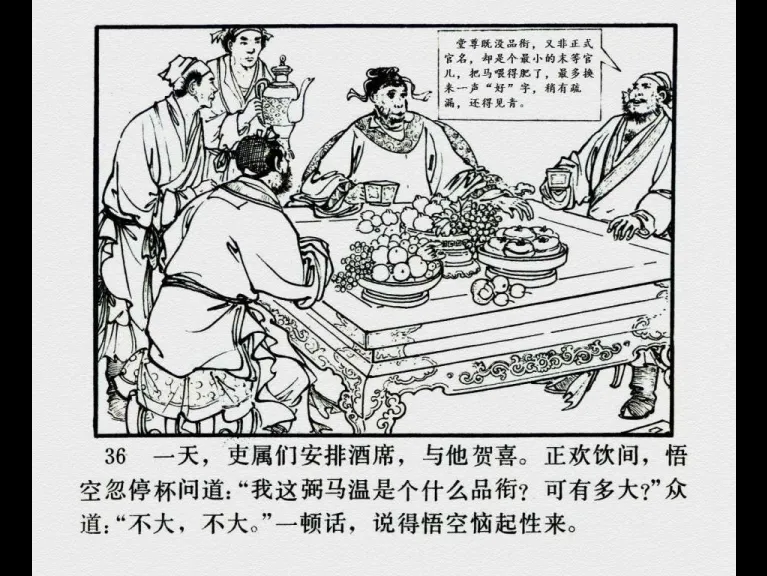 堂尊既没品衔，又非正式
官名，却是个最小的末等官
儿，把马喂得肥了，最多换
来一声“好”字，稍有疏
漏，还得见责。
36 一天，吏属们安排酒席，与他贺喜。正欢饮间，悟
空忽停杯问道：“我这弼马温是个什么品衔？可有多大？”众
道：“不大，不大。”一顿话，说得悟空恼起性来。